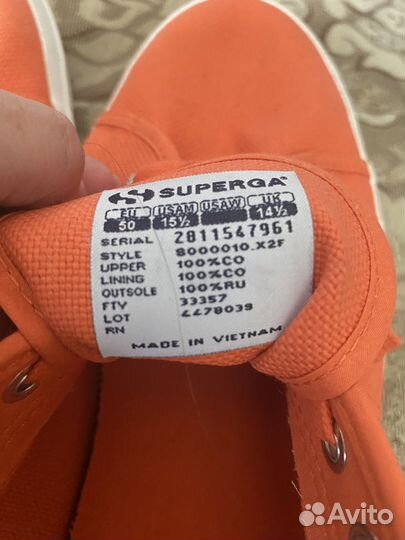 SUPERGA®
EU USAM USAW UK
50 15½ 14½
SERIAL 2811547961
STYLE S000010.X2F
UPPER 100%CO
LINING 100%CO
OUTSOLE 100%RU
FTY 33357
LOT 4478039
RN
MADE IN VIETNAM
Avito